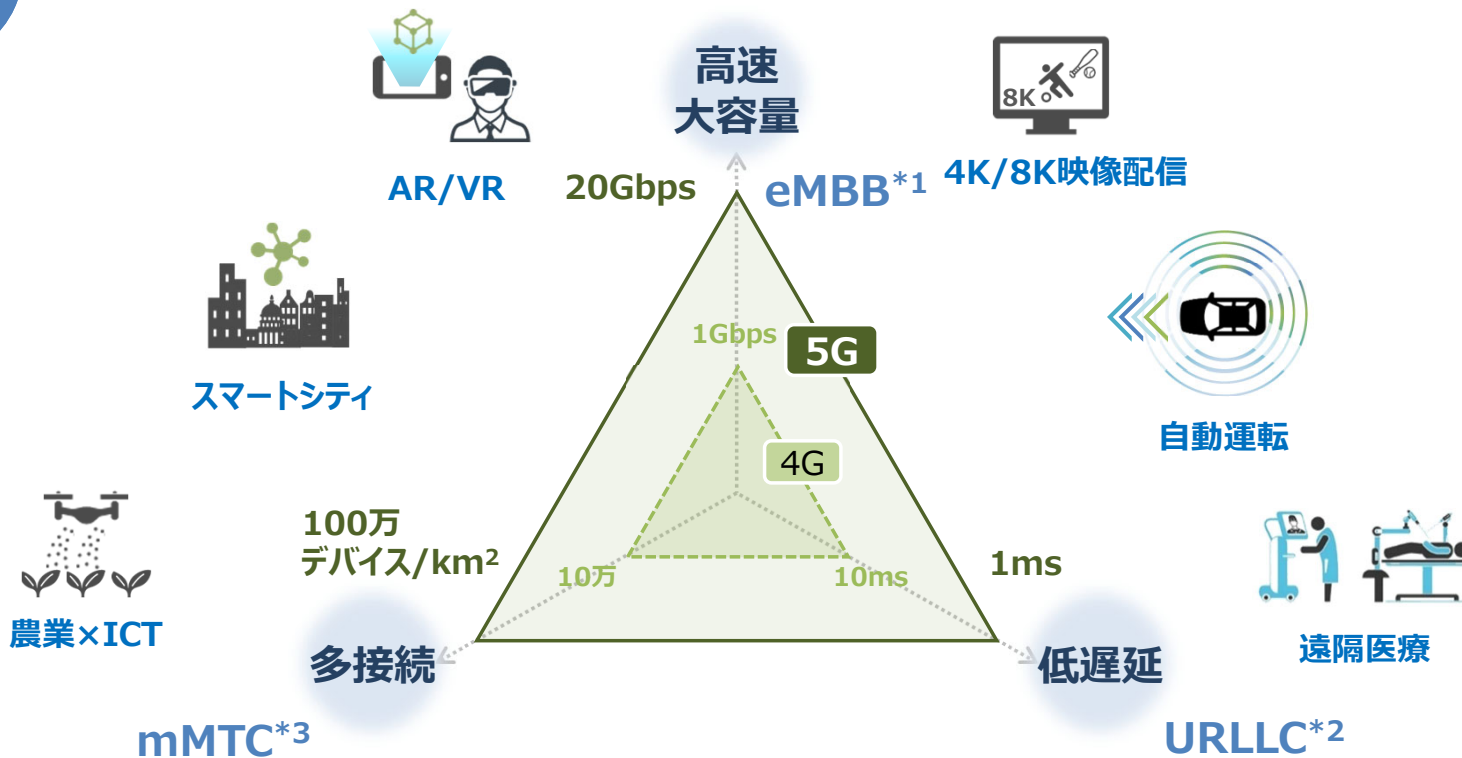 高速
大容量
8K
AR/VR
20Gbps
eMBB*1
4K/8K映像配信
1Gbps
5G
スマートシティ
自動運転
4G
100万
デバイス/km²
10万
10ms
1ms
農業×ICT
多接続
低遅延
遠隔医療
mMTC*3
URLLC*2